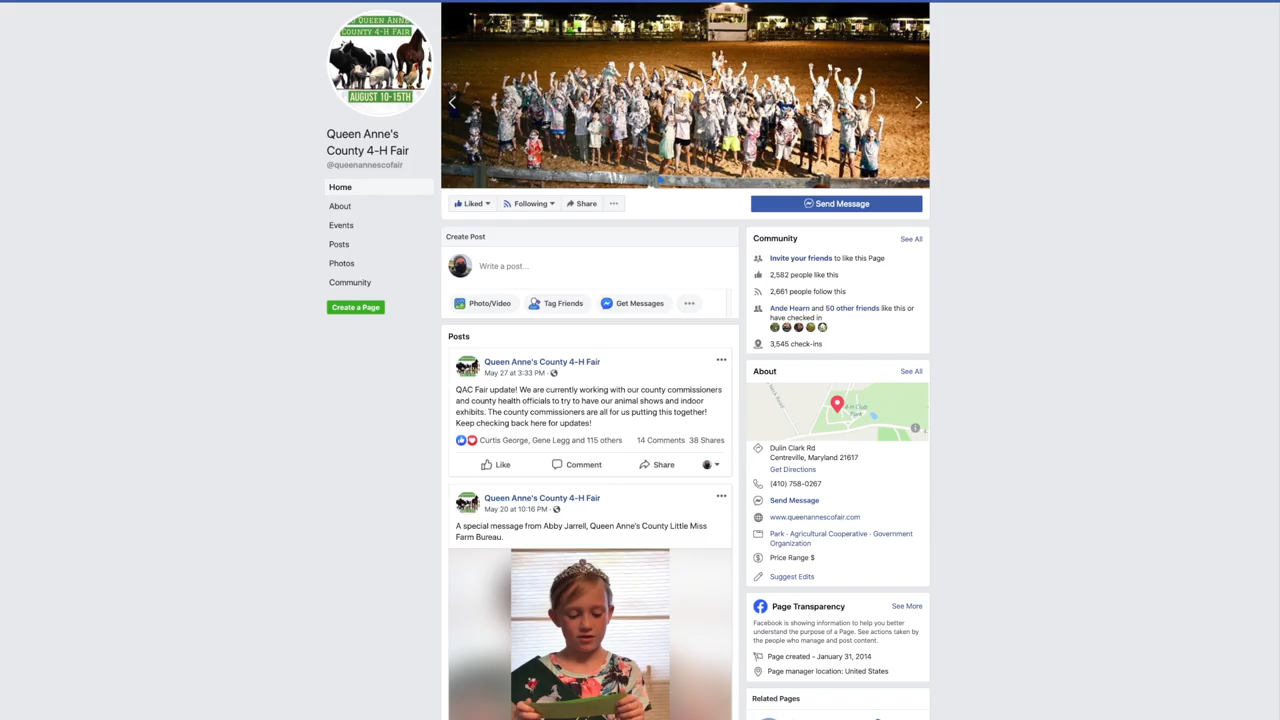 QUEEN ANNE
COUNTY 4-H FAIR
AUGUST 10-15TH
Queen Anne's
County 4-H Fair
@queenannescofair
Home
About
Events
Posts
Photos
Community
Create a Page
Liked
Following
Share
Send Message
Create Post
Write a post...
Photo/Video
Tag Friends
Get Messages
Posts
Queen Anne's County 4-H Fair
May 27 at 3:33 PM ·
QAC Fair update! We are currently working with our county commissioners
and county health officials to try to have our animal shows and indoor
exhibits. The county commissioners are all for us putting this together!
Keep checking back here for updates!
Curtis George, Gene Legg and 115 others
14 Comments 38 Shares
Like
Comment
Share
Queen Anne's County 4-H Fair
May 20 at 10:16 PM ·
A special message from Abby Jarrell, Queen Anne's County Little Miss
Farm Bureau.
Community
See All
Invite your friends to like this Page
2,582 people like this
2,661 people follow this
Ande Hearn and 50 other friends like this or
have checked in
3,545 check-ins
About
See All
4-H Club
Park
Dulin Clark Rd
Centreville, Maryland 21617
Get Directions
(410) 758-0267
Send Message
www.queenannescofair.com
Park · Agricultural Cooperative · Government
Organization
Price Range $
Suggest Edits
Page Transparency
See More
Facebook is showing information to help you better
understand the purpose of a Page. See actions taken by
the people who manage and post content.
Page created - January 31, 2014
Page manager location: United States
Related Pages